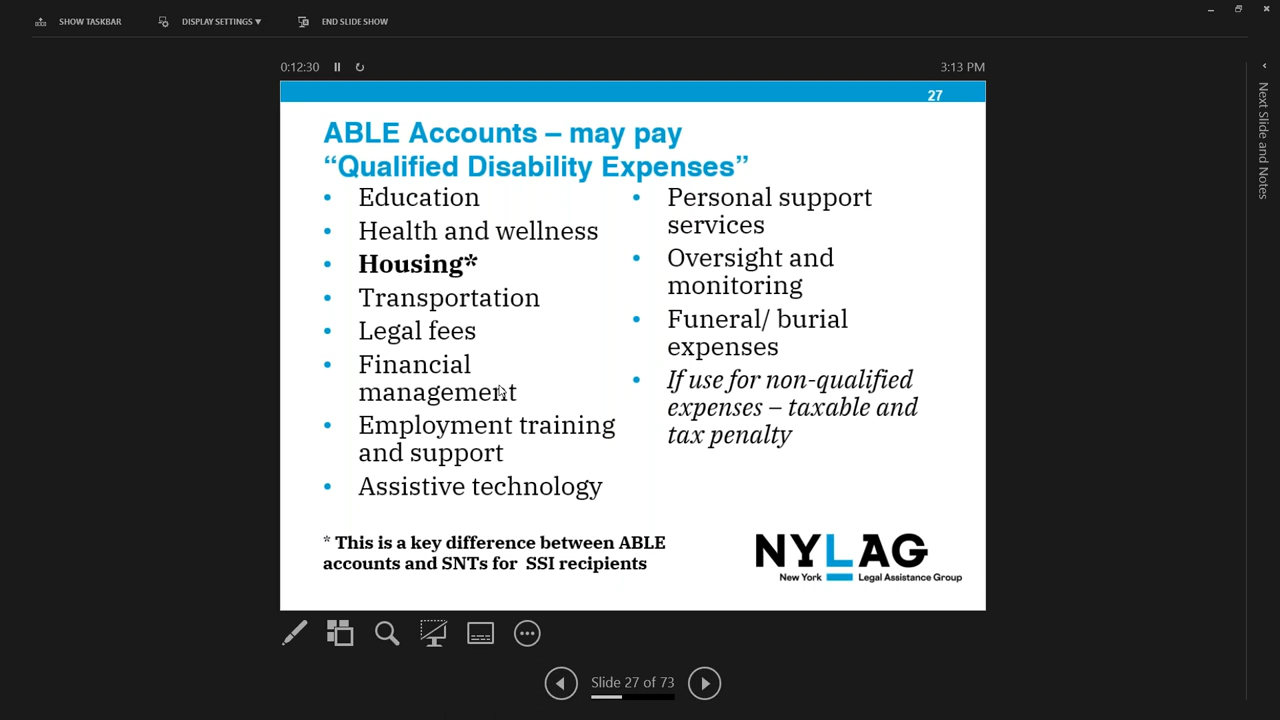 SHOW TASKBAR
DISPLAY SETTINGS ▾
END SLIDE SHOW
0:12:30
3:13 PM
27
ABLE Accounts – may pay
“Qualified Disability Expenses”
• Education
• Health and wellness
• Housing*
• Transportation
• Legal fees
• Financial
management
• Employment training
and support
• Assistive technology
• Personal support
services
• Oversight and
monitoring
• Funeral/ burial
expenses
• If use for non-qualified
expenses – taxable and
tax penalty
* This is a key difference between ABLE
accounts and SNTs for SSI recipients
NYLAG
New York Legal Assistance Group
Slide 27 of 73
Next Slide and Notes